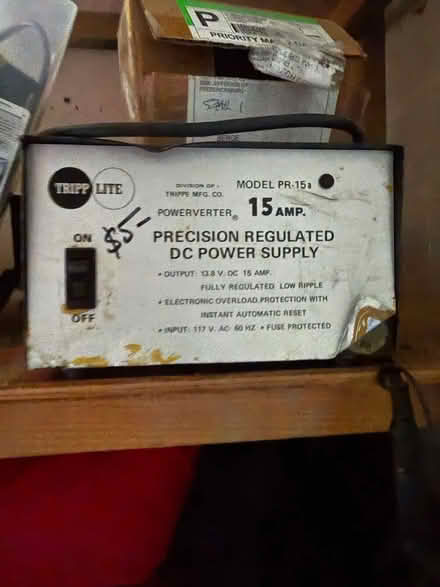 P
PRIORITY MAIL
TRIPP LITE
DIVISION OF
TRIPPE MFG. CO.
MODEL PR-15a
POWERVERTER® 15 AMP.
$5-
PRECISION REGULATED
DC POWER SUPPLY
ON
OFF
• OUTPUT: 13.8 V. DC 15 AMP.
FULLY REGULATED LOW RIPPLE
• ELECTRONIC OVERLOAD PROTECTION WITH
INSTANT AUTOMATIC RESET
• INPUT: 117 V. AC- 60 HZ • FUSE PROTECTED